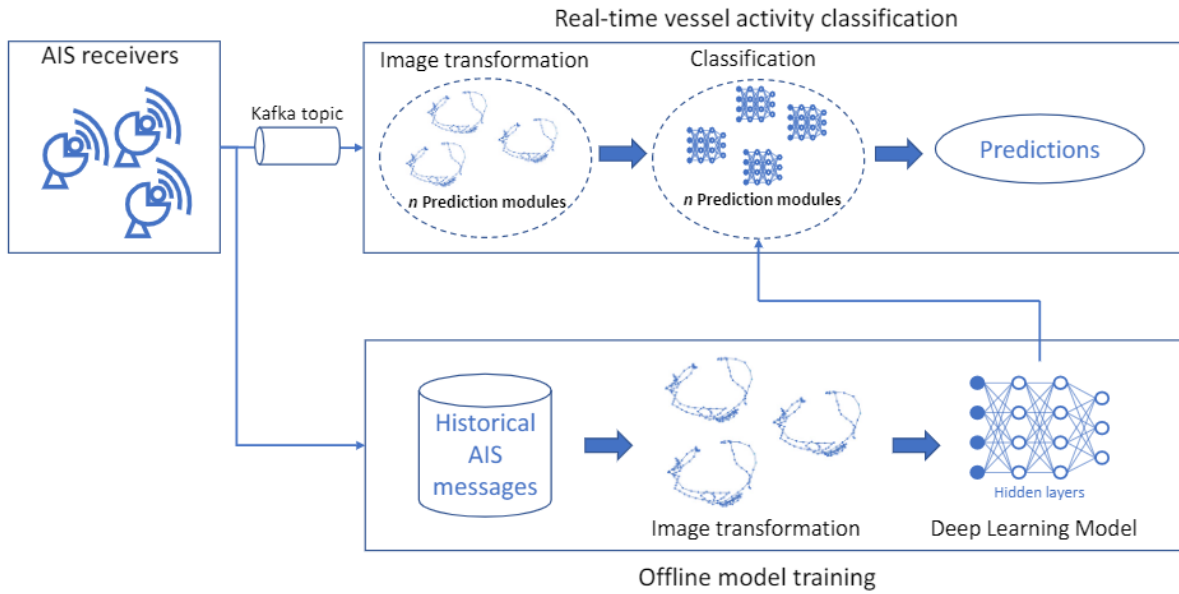 Real-time vessel activity classification
AIS receivers
Kafka topic
Image transformation
n Prediction modules
Classification
n Prediction modules
Predictions
Historical
AIS
messages
Image transformation
Hidden layers
Deep Learning Model
Offline model training